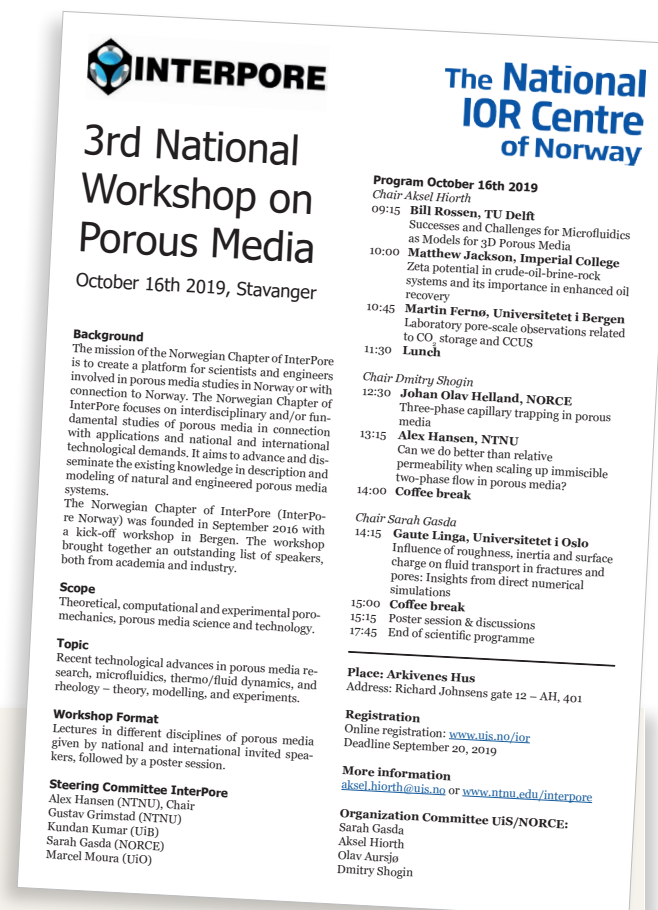 INTERPORE
3rd National
Workshop on
Porous Media
October 16th 2019, Stavanger
Background
The mission of the Norwegian Chapter of InterPore
is to create a platform for scientists and engineers
involved in porous media studies in Norway or with
connection to Norway. The Norwegian Chapter of
InterPore focuses on interdisciplinary and/or fun-
damental studies of porous media in connection
with applications and national and international
technological demands. It aims to advance and dis-
seminate the existing knowledge in description and
modeling of natural and engineered porous media
systems.
The Norwegian Chapter of InterPore (InterPo-
re Norway) was founded in September 2016 with
a kick-off workshop in Bergen. The workshop
brought together an outstanding list of speakers,
both from academia and industry.
Scope
Theoretical, computational and experimental poro-
mechanics, porous media science and technology.
Topic
Recent technological advances in porous media re-
search, microfluidics, thermo/fluid dynamics, and
rheology – theory, modelling, and experiments.
Workshop Format
Lectures in different disciplines of porous media
given by national and international invited spea-
kers, followed by a poster session.
Steering Committee InterPore
Alex Hansen (NTNU), Chair
Gustav Grimstad (NTNU)
Kundan Kumar (UiB)
Sarah Gasda (NORCE)
Marcel Moura (UiO)
The National
IOR Centre
of Norway
Program October 16th 2019
Chair Aksel Hiorth
09:15 Bill Rossen, TU Delft
Successes and Challenges for Microfluidics
as Models for 3D Porous Media
10:00 Matthew Jackson, Imperial College
Zeta potential in crude-oil-brine-rock
systems and its importance in enhanced oil
recovery
10:45 Martin Fernø, Universitetet i Bergen
Laboratory pore-scale observations related
to CO₂ storage and CCUS
11:30 Lunch
Chair Dmitry Shogin
12:30 Johan Olav Helland, NORCE
Three-phase capillary trapping in porous
media
13:15 Alex Hansen, NTNU
Can we do better than relative
permeability when scaling up immiscible
two-phase flow in porous media?
14:00 Coffee break
Chair Sarah Gasda
14:15 Gaute Linga, Universitetet i Oslo
Influence of roughness, inertia and surface
charge on fluid transport in fractures and
pores: Insights from direct numerical
simulations
15:00 Coffee break
15:15 Poster session & discussions
17:45 End of scientific programme
Place: Arkivenes Hus
Address: Richard Johnsens gate 12 – AH, 401
Registration
Online registration: www.uis.no/ior
Deadline September 20, 2019
More information
aksel.hiorth@uis.no or www.ntnu.edu/interpore
Organization Committee UiS/NORCE:
Sarah Gasda
Aksel Hiorth
Olav Aursjø
Dmitry Shogin